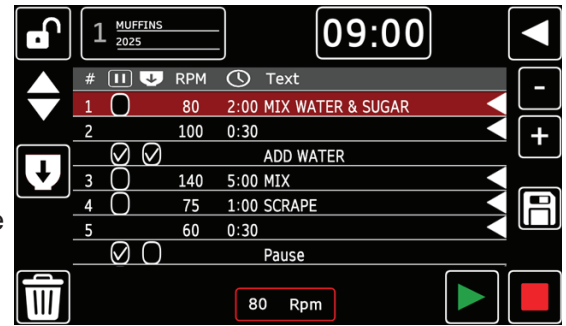 1 MUFFINS
2025
09:00
# RPM Text
1 80 2:00 MIX WATER & SUGAR
2 100 0:30
ADD WATER
3 140 5:00 MIX
4 75 1:00 SCRAPE
5 60 0:30
Pause
e
80 Rpm